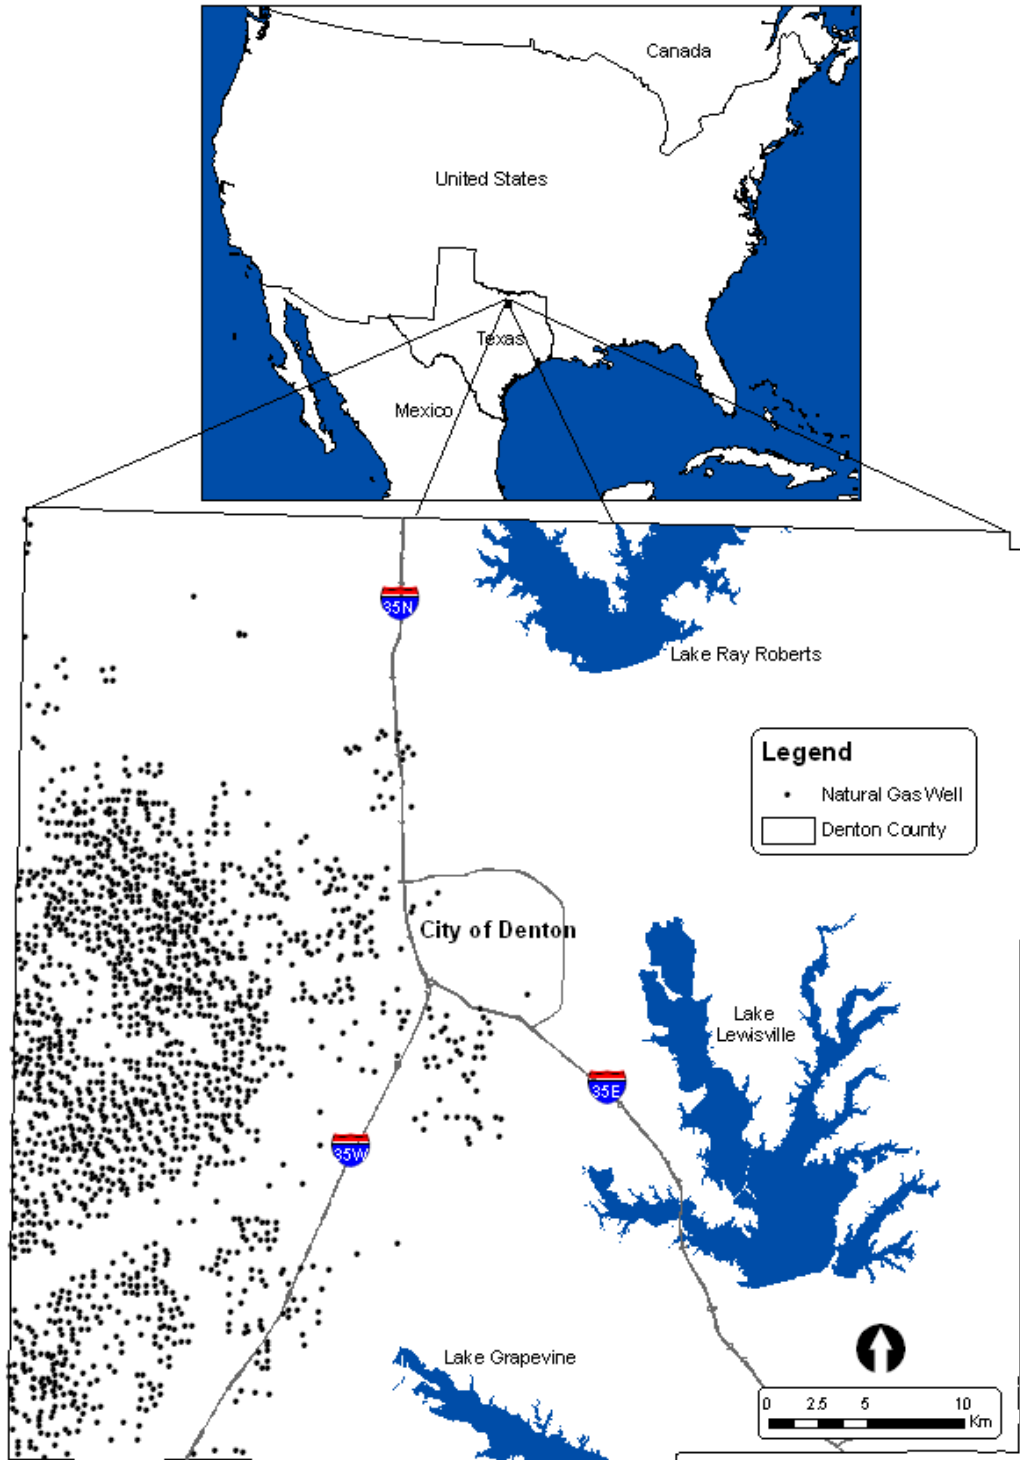 Canada
United States
Texas
Mexico
35N
Lake Ray Roberts
Legend
Natural Gas Well
Denton County
City of Denton
Lake
Lewisville
35E
35W
Lake Grapevine
0 2.5 5 10
Km